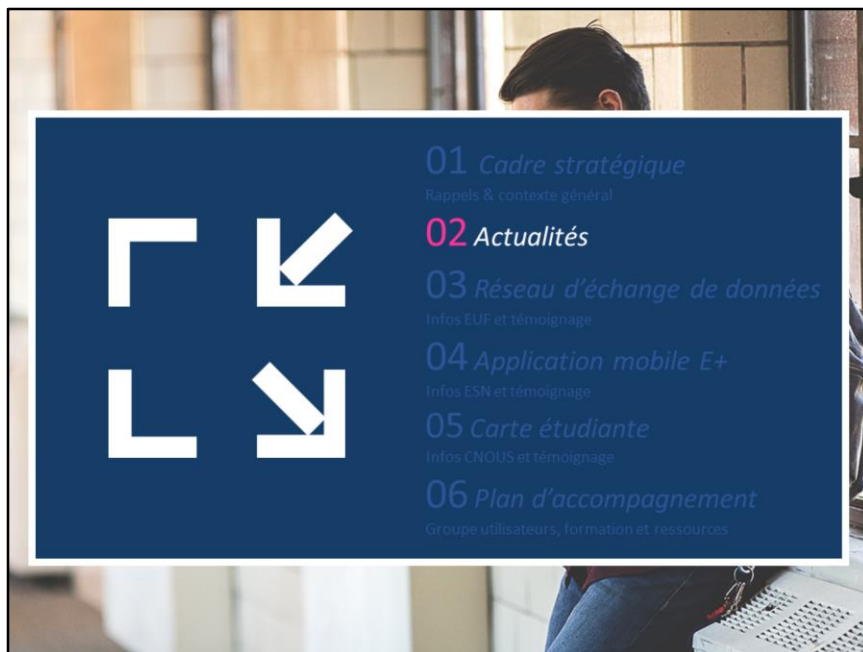 01 Cadre stratégique
Rappels & contexte général
02 Actualités
03 Réseau d'échange de données
Infos EUF et témoignage
04 Application mobile E+
Infos ESN et témoignage
05 Carte étudiante
Infos CNOUS et témoignage
06 Plan d'accompagnement
Groupe utilisateurs, formation et ressources